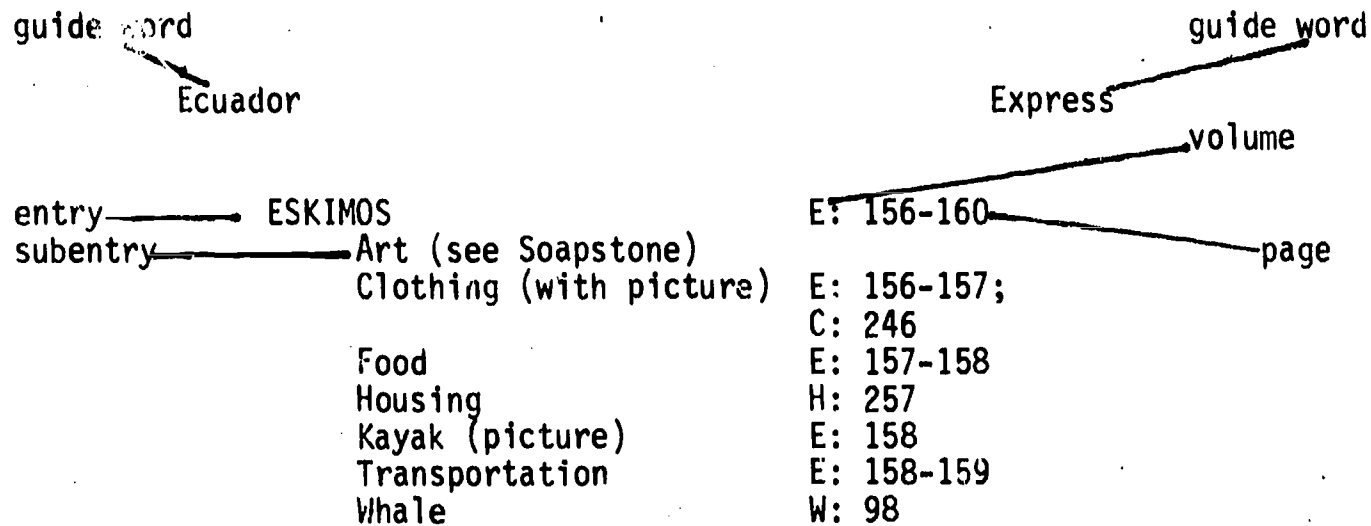 guide word guide word
Ecuador Express
volume
entry ESKIMOS E: 156-160
subentry Art (see Soapstone) page
Clothing (with picture) E: 156-157;
C: 246
Food E: 157-158
Housing H: 257
Kayak (picture) E: 158
Transportation E: 158-159
Whale W: 98